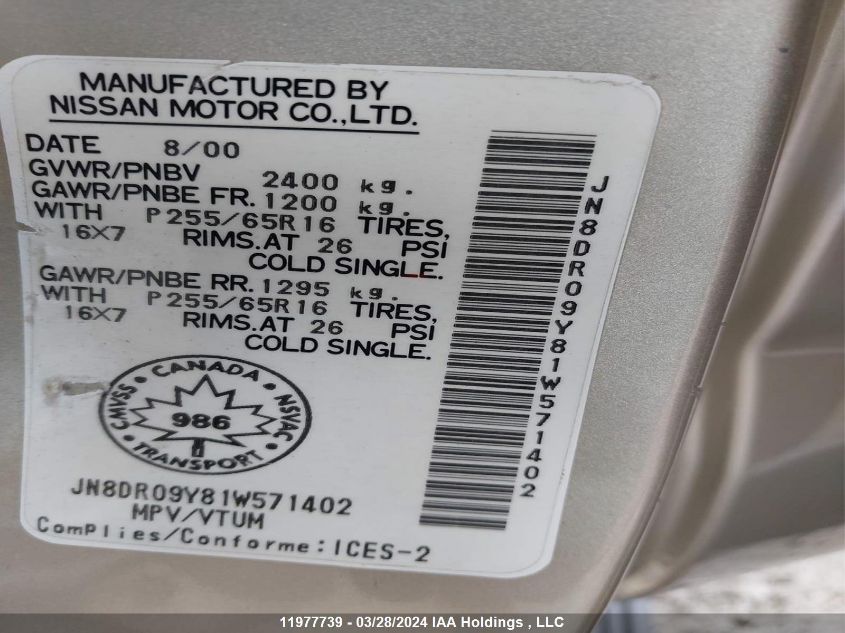 MANUFACTURED BY
NISSAN MOTOR CO.,LTD.
DATE 8/00
GVWR/PNBV 2400 kg.
GAWR/PNBE FR. 1200 kg.
WITH P255/65R16 TIRES,
16X7 RIMS.AT 26 PSI
COLD SINGLE.
GAWR/PNBE RR. 1295 kg.
WITH P255/65R16 TIRES,
16X7 RIMS.AT 26 PSI
COLD SINGLE.
CANADA
CMVSS NSVAC
986
TRANSPORT
JN8DR09Y81W571402
MPV/VTUM
Complies/Conforme:ICES-2
JN8DR09Y81W571402
11977739 - 03/28/2024 IAA Holdings , LLC